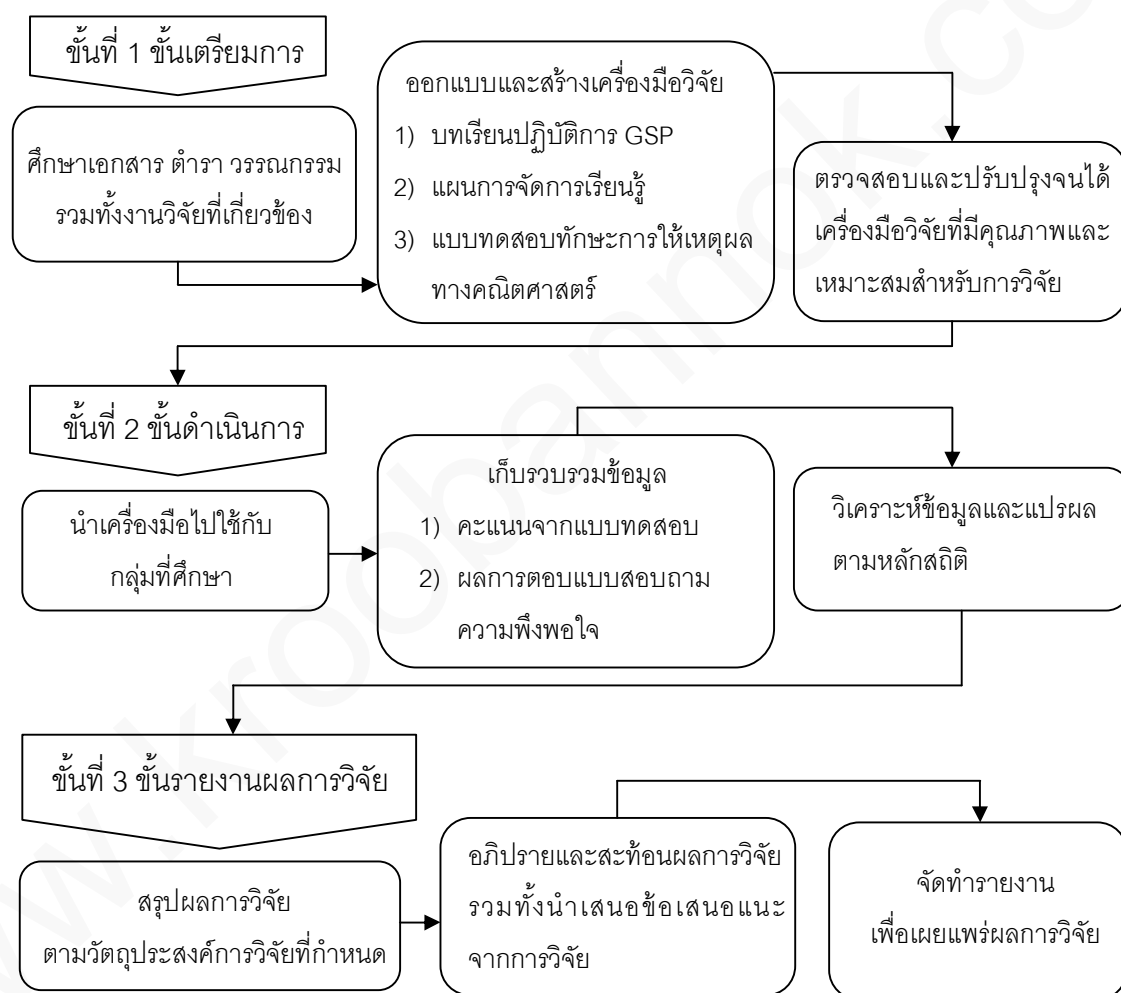 ขั้นที่ 1 ขั้นเตรียมการ
ศึกษาเอกสาร ตำรา วรรณกรรม
รวมทั้งงานวิจัยที่เกี่ยวข้อง
ออกแบบและสร้างเครื่องมือวิจัย
1) บทเรียนปฏิบัติการ GSP
2) แผนการจัดการเรียนรู้
3) แบบทดสอบทักษะการให้เหตุผล
ทางคณิตศาสตร์
ตรวจสอบและปรับปรุงจนได้
เครื่องมือวิจัยที่มีคุณภาพและ
เหมาะสมสำหรับการวิจัย
ขั้นที่ 2 ขั้นดำเนินการ
นำเครื่องมือไปใช้กับ
กลุ่มที่ศึกษา
เก็บรวบรวมข้อมูล
1) คะแนนจากแบบทดสอบ
2) ผลการตอบแบบสอบถาม
ความพึงพอใจ
วิเคราะห์ข้อมูลและแปรผล
ตามหลักสถิติ
ขั้นที่ 3 ขั้นรายงานผลการวิจัย
สรุปผลการวิจัย
ตามวัตถุประสงค์การวิจัยที่กำหนด
อภิปรายและสะท้อนผลการวิจัย
รวมทั้งนำเสนอข้อเสนอแนะ
จากการวิจัย
จัดทำรายงาน
เพื่อเผยแพร่ผลการวิจัย
www.kroobannok.co